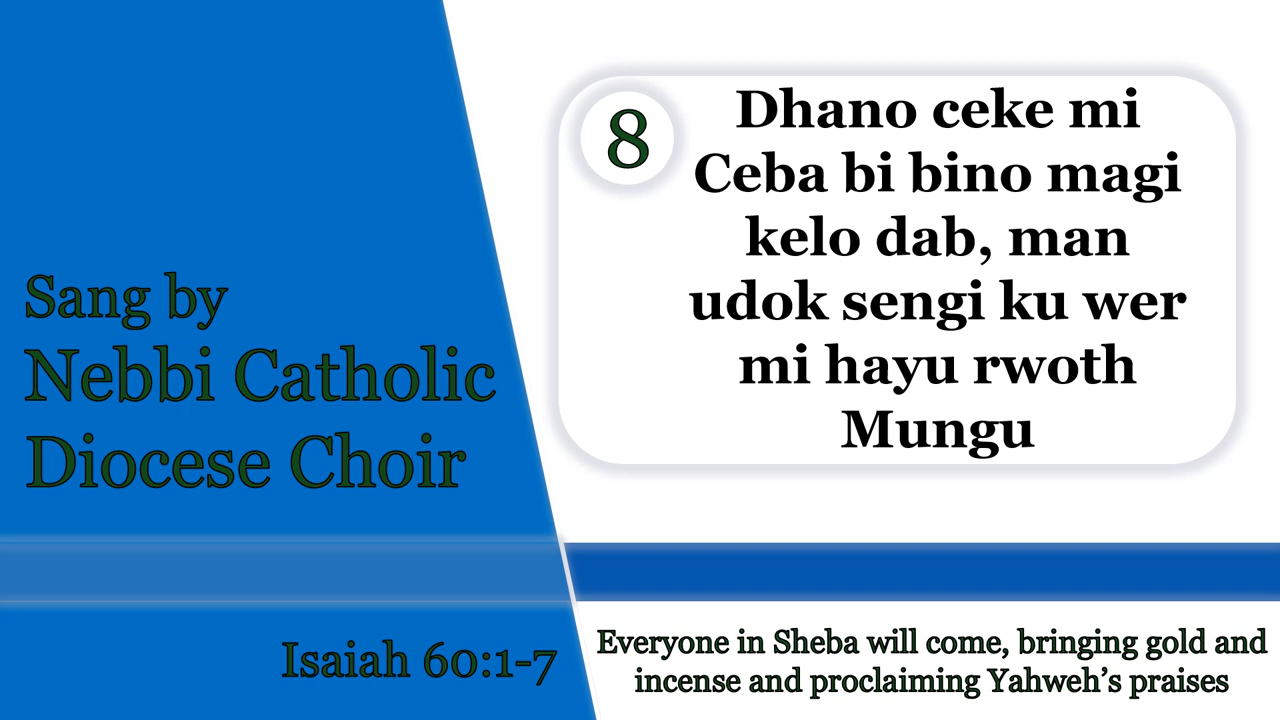 Sang by
Nebbi Catholic
Diocese Choir
Isaiah 60:1-7
8
Dhano ceke mi
Ceba bi bino magi
kelo dab, man
udok sengi ku wer
mi hayu rwoth
Mungu
Everyone in Sheba will come, bringing gold and
incense and proclaiming Yahweh’s praises